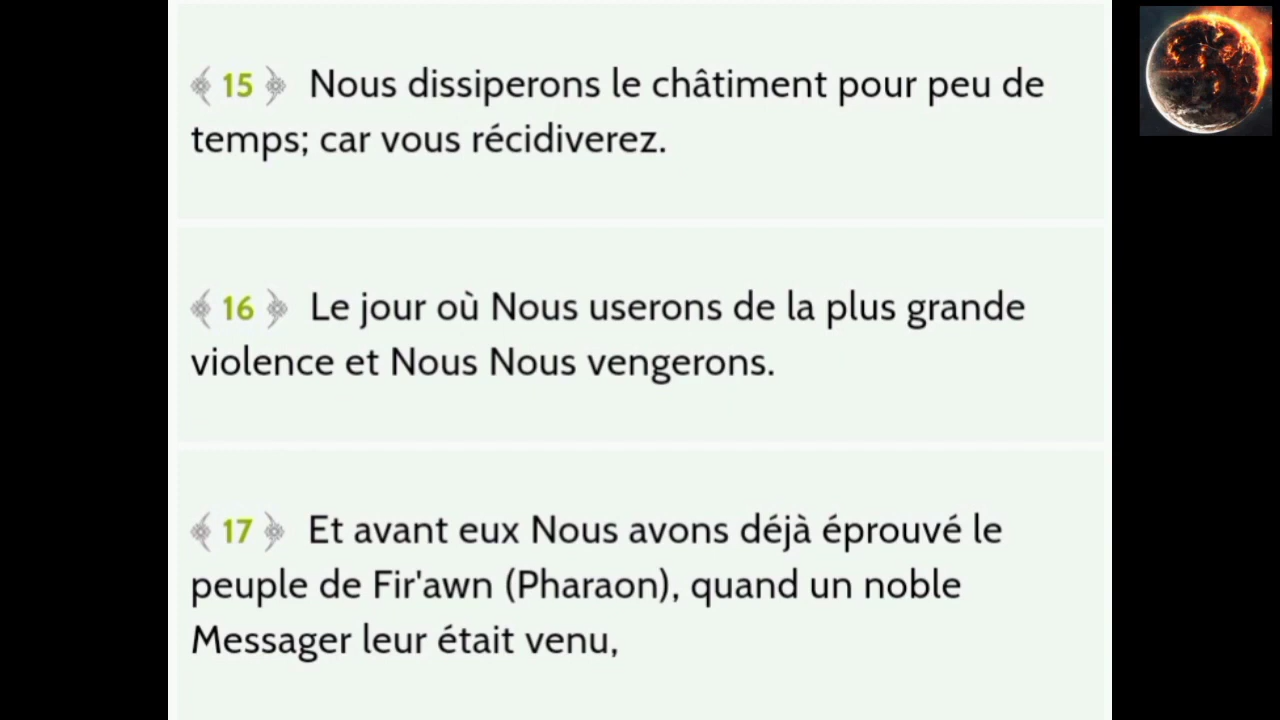 15 Nous dissiperons le châtiment pour peu de
temps; car vous récidiverez.
16 Le jour où Nous userons de la plus grande
violence et Nous Nous vengerons.
17 Et avant eux Nous avons déjà éprouvé le
peuple de Fir'awn (Pharaon), quand un noble
Messager leur était venu,